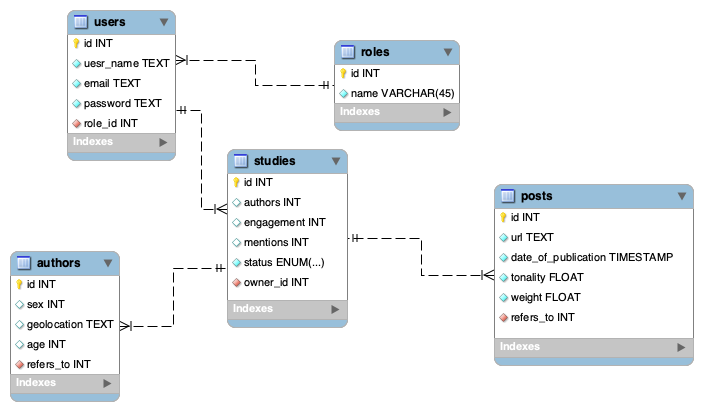 users
id INT
uesr_name TEXT
email TEXT
password TEXT
role_id INT
Indexes
roles
id INT
name VARCHAR(45)
Indexes
studies
id INT
authors INT
engagement INT
mentions INT
status ENUM(...)
owner_id INT
Indexes
posts
id INT
url TEXT
date_of_publication TIMESTAMP
tonality FLOAT
weight FLOAT
refers_to INT
Indexes
authors
id INT
sex INT
geolocation TEXT
age INT
refers_to INT
Indexes